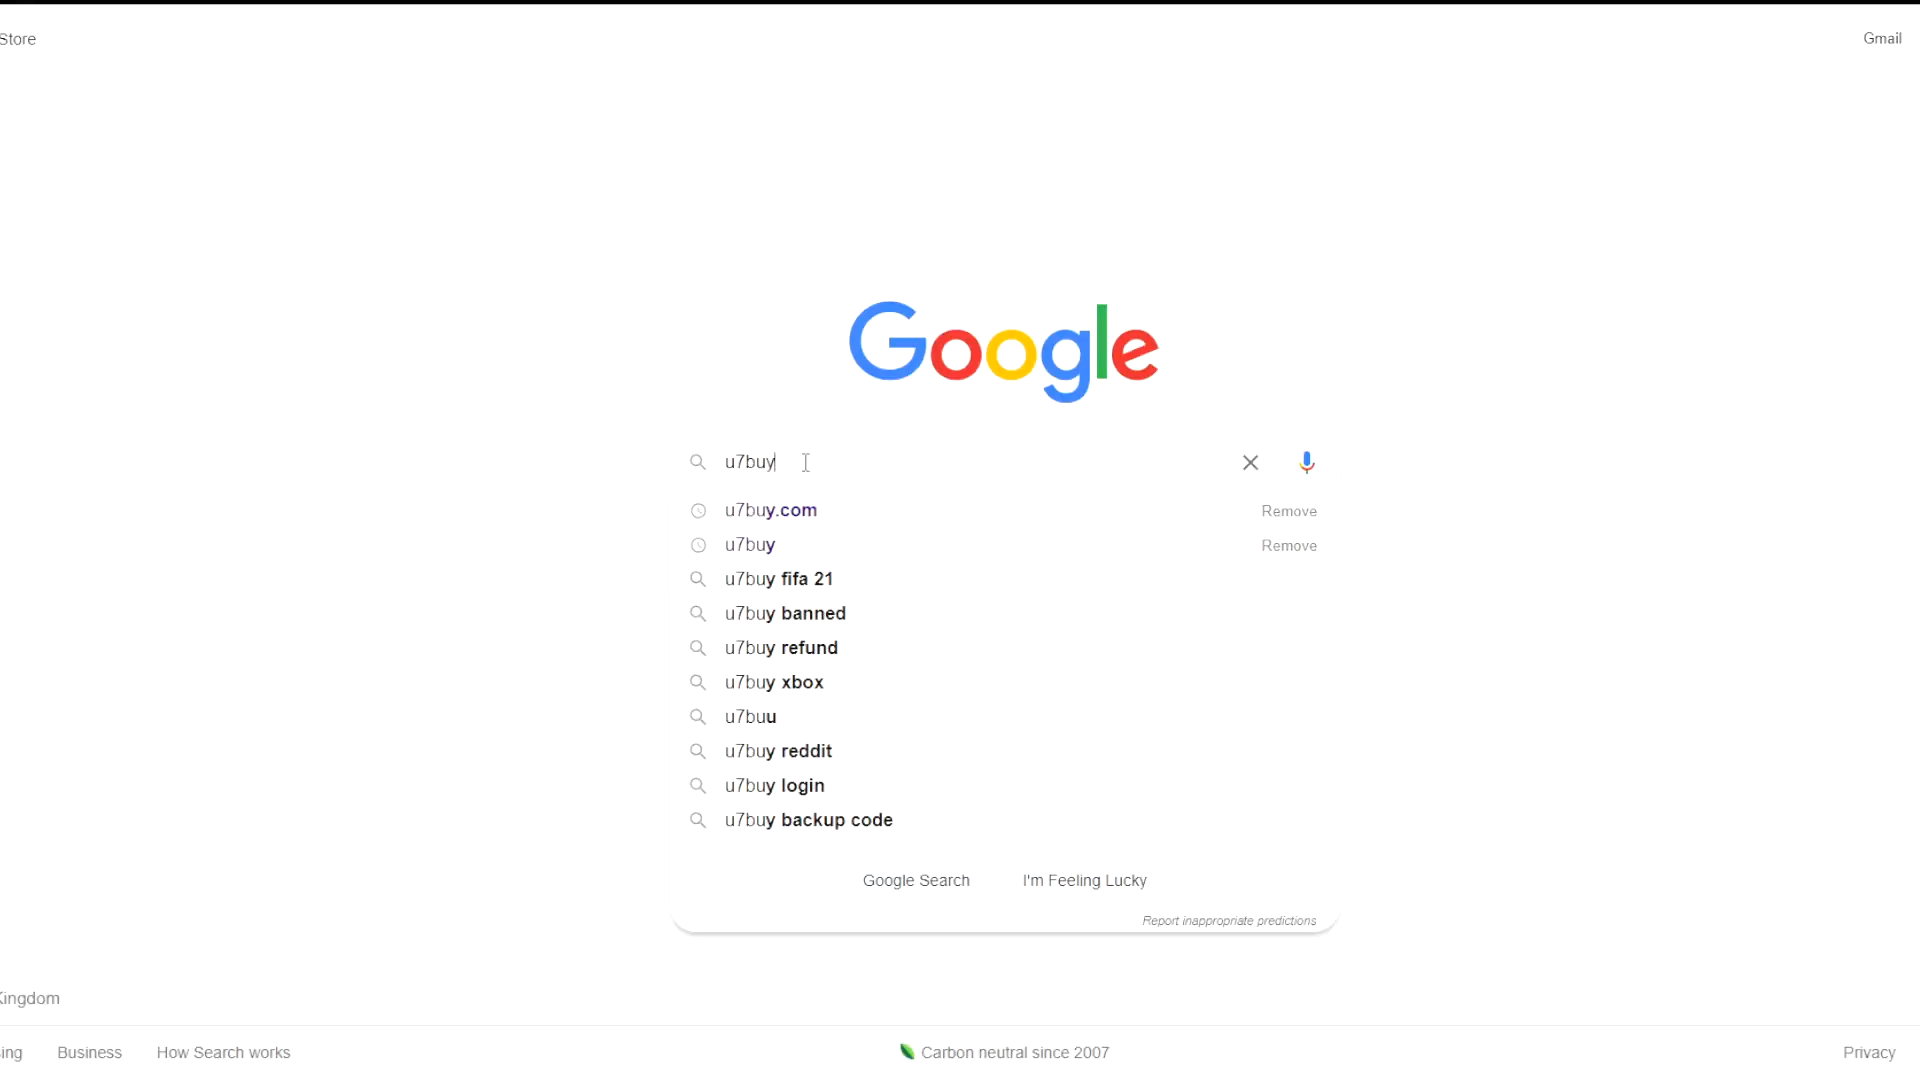 Store
Gmail
Google
u7buy
u7buy.com
Remove
u7buy
Remove
u7buy fifa 21
u7buy banned
u7buy refund
u7buy xbox
u7buu
u7buy reddit
u7buy login
u7buy backup code
Google Search
I'm Feeling Lucky
Report inappropriate predictions
Kingdom
ing
Business
How Search works
Carbon neutral since 2007
Privacy